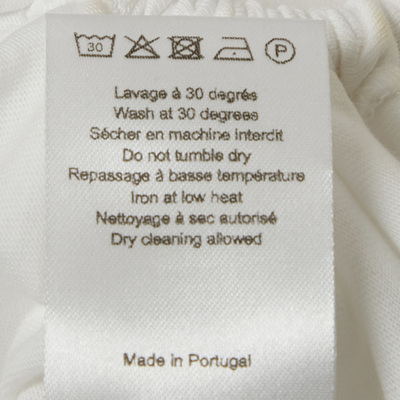 30 P
Lavage à 30 degrés
Wash at 30 degrees
Sécher en machine interdit
Do not tumble dry
Repassage à basse température
Iron at low heat
Nettoyage à sec autorisé
Dry cleaning allowed
Made in Portugal